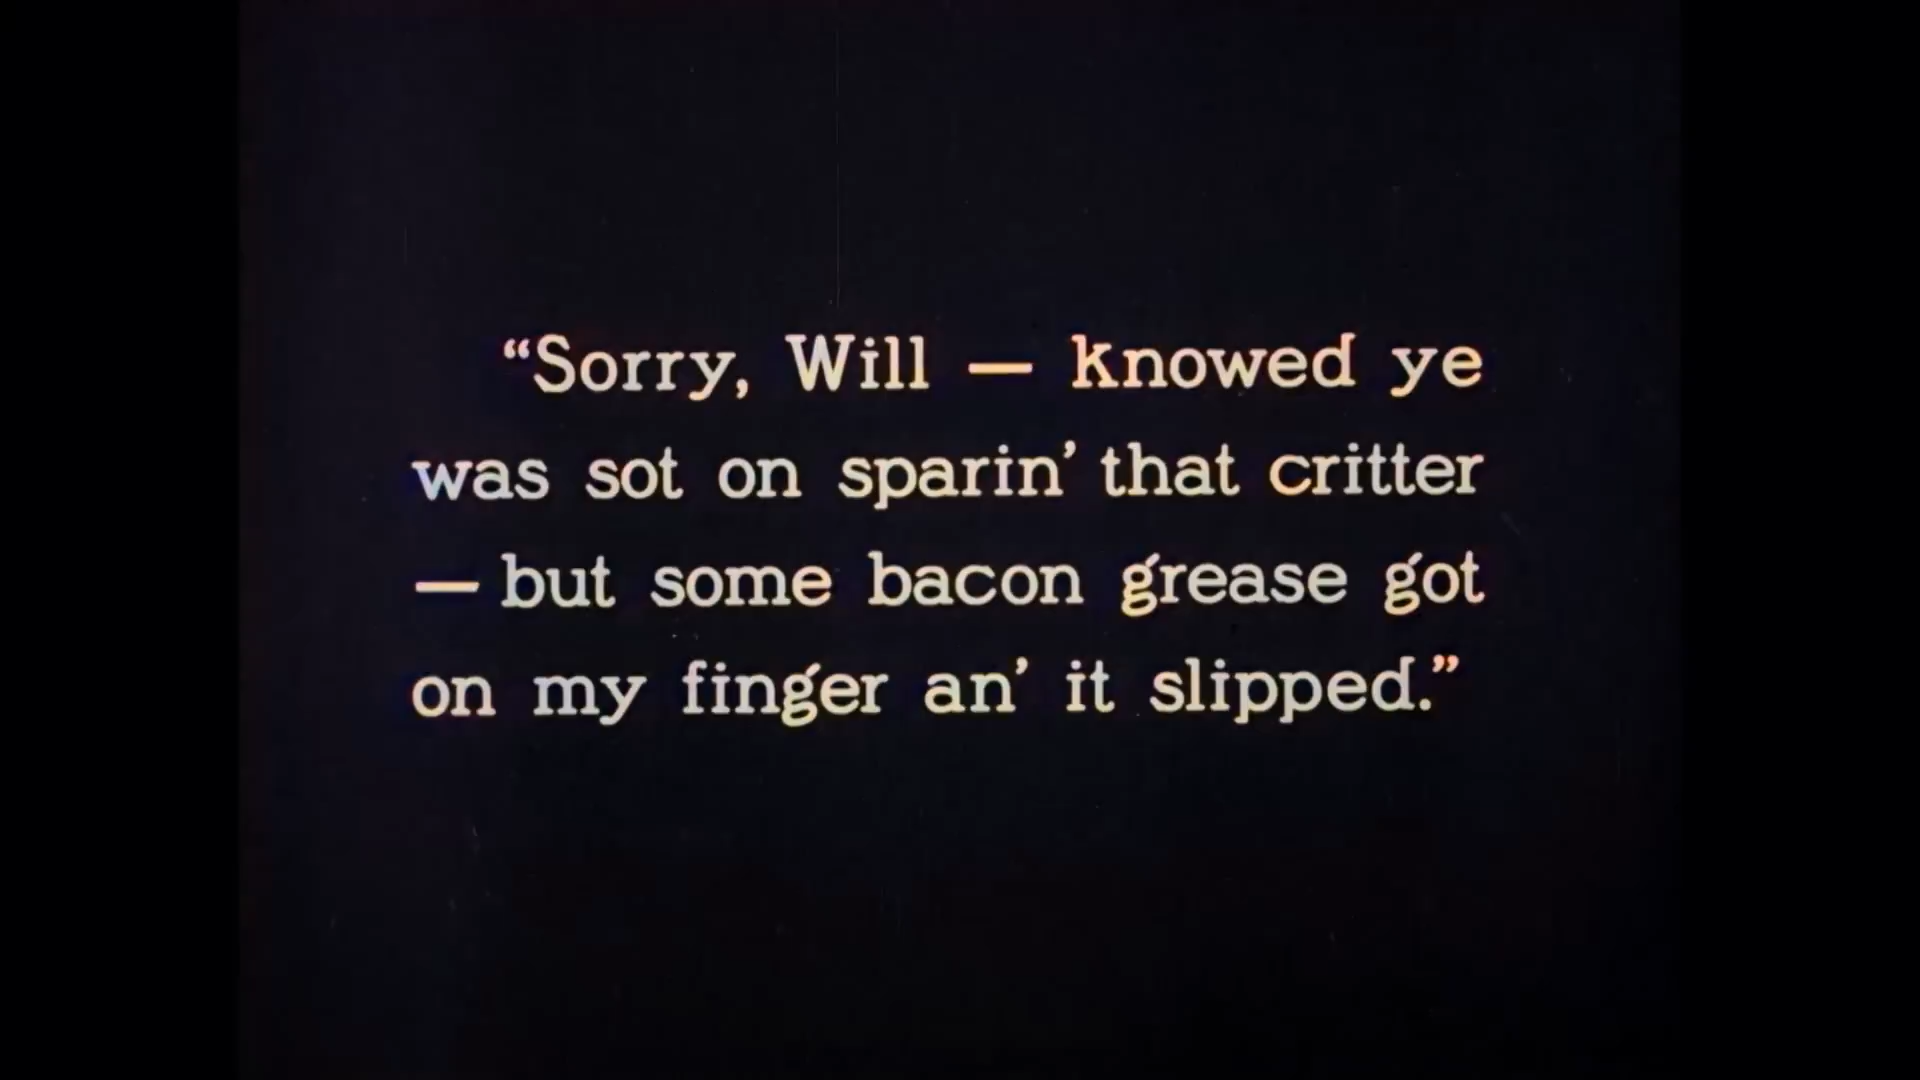 “Sorry, Will — knowed ye
was sot on sparin’ that critter
— but some bacon grease got
on my finger an’ it slipped.”